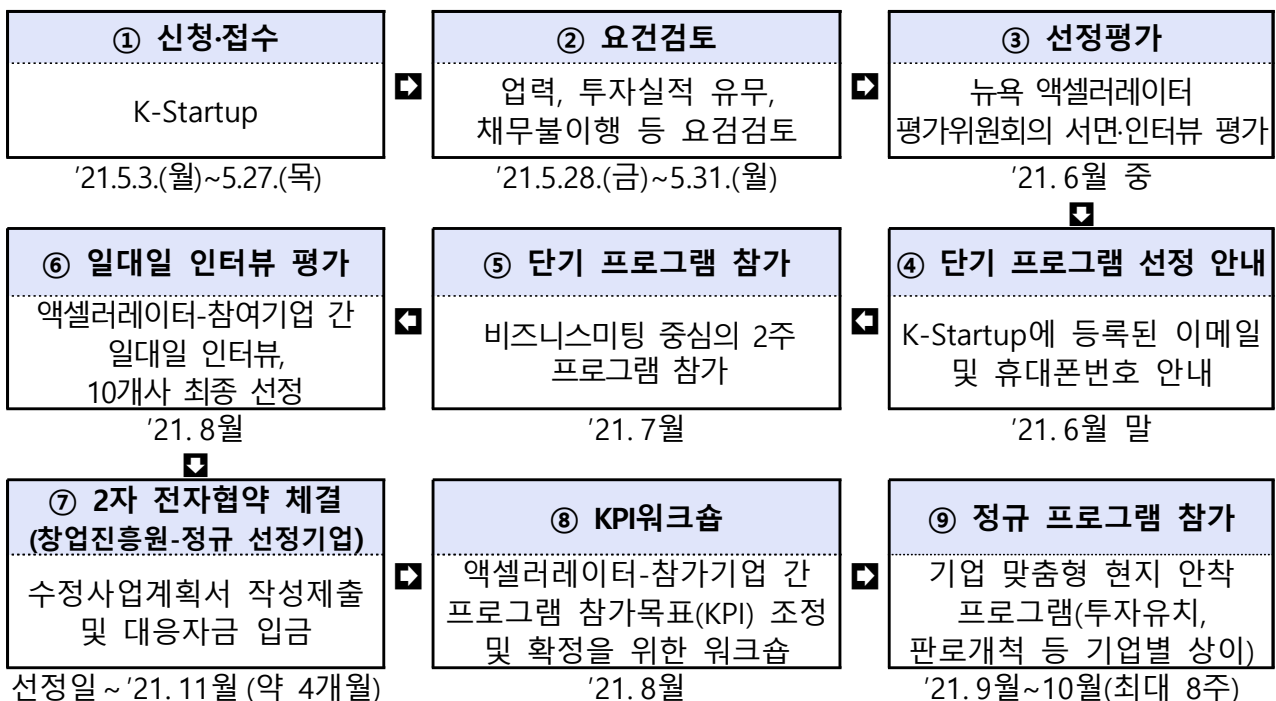 ① 신청·접수
K-Startup
'21.5.3.(월)~5.27.(목)
② 요건검토
업력, 투자실적 유무,
채무불이행 등 요검검토
'21.5.28.(금)~5.31.(월)
③ 선정평가
뉴욕 액셀러레이터
평가위원회의 서면·인터뷰 평가
'21. 6월 중
④ 단기 프로그램 선정 안내
K-Startup에 등록된 이메일
및 휴대폰번호 안내
'21. 6월 말
⑤ 단기 프로그램 참가
비즈니스미팅 중심의 2주
프로그램 참가
'21. 7월
⑥ 일대일 인터뷰 평가
액셀러레이터-참여기업 간
일대일 인터뷰,
10개사 최종 선정
'21. 8월
⑦ 2자 전자협약 체결
(창업진흥원-정규 선정기업)
수정사업계획서 작성제출
및 대응자금 입금
선정일 ~ '21. 11월 (약 4개월)
⑧ KPI워크숍
액셀러레이터-참가기업 간
프로그램 참가목표(KPI) 조정
및 확정을 위한 워크숍
'21. 8월
⑨ 정규 프로그램 참가
기업 맞춤형 현지 안착
프로그램(투자유치,
판로개척 등 기업별 상이)
'21. 9월~10월(최대 8주)